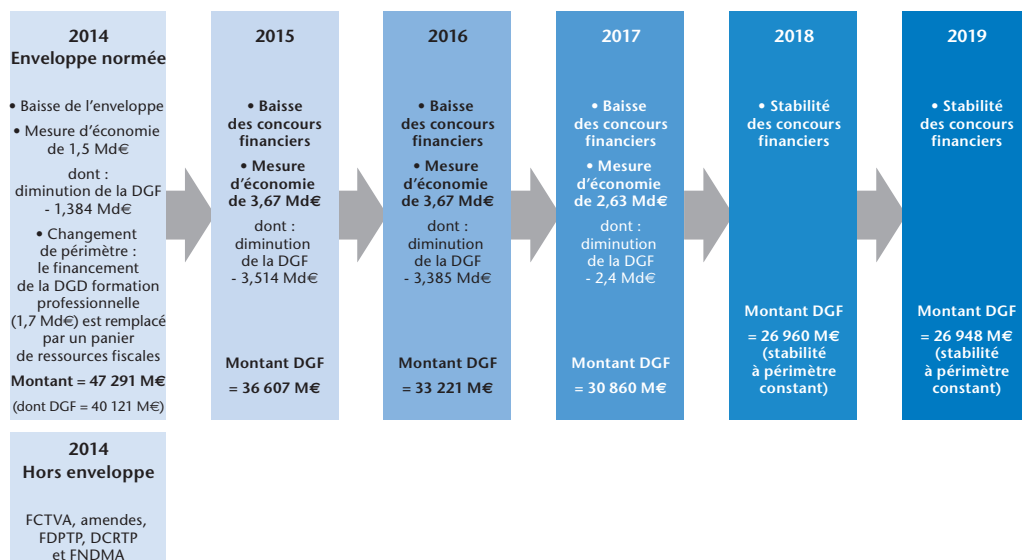 2014
Enveloppe normée
• Baisse de l’enveloppe
• Mesure d’économie
de 1,5 Md€
dont :
diminution de la DGF
- 1,384 Md€
• Changement
de périmètre :
le financement
de la DGD formation
professionnelle
(1,7 Md€) est remplacé
par un panier
de ressources fiscales
Montant = 47 291 M€
(dont DGF = 40 121 M€)
2014
Hors enveloppe
FCTVA, amendes,
FDPTP, DCRTP
et FNDMA
2015
• Baisse
des concours
financiers
• Mesure
d’économie
de 3,67 Md€
dont :
diminution
de la DGF
- 3,514 Md€
Montant DGF
= 36 607 M€
2016
• Baisse
des concours
financiers
• Mesure
d’économie
de 3,67 Md€
dont :
diminution
de la DGF
- 3,385 Md€
Montant DGF
= 33 221 M€
2017
• Baisse
des concours
financiers
• Mesure
d’économie
de 2,63 Md€
dont :
diminution
de la DGF
- 2,4 Md€
Montant DGF
= 30 860 M€
2018
• Stabilité
des concours
financiers
Montant DGF
= 26 960 M€
(stabilité
à périmètre
constant)
2019
• Stabilité
des concours
financiers
Montant DGF
= 26 948 M€
(stabilité
à périmètre
constant)